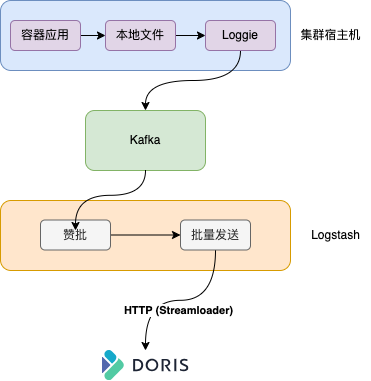 容器应用
本地文件
Loggie
集群宿主机
Kafka
赞批
批量发送
Logstash
HTTP (Streamloader)
DORIS